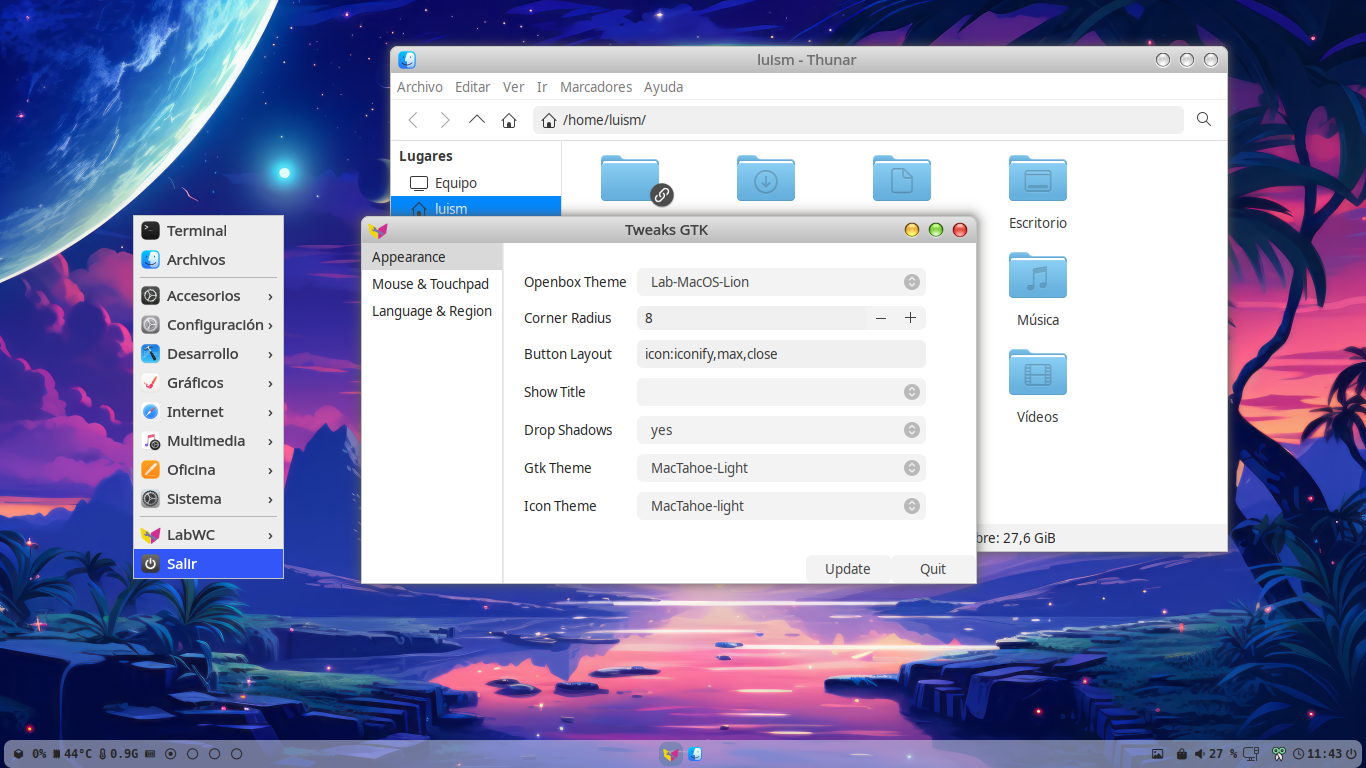 luism - Thunar
Archivo Editar Ver Ir Marcadores Ayuda
/home/luism/
Lugares
Equipo
luism
Escritorio
Música
Vídeos
bre: 27,6 GiB
Terminal
Archivos
Accesorios
Configuración
Desarrollo
Gráficos
Internet
Multimedia
Oficina
Sistema
LabWC
Salir
Tweaks GTK
Appearance
Mouse & Touchpad
Language & Region
Openbox Theme Lab-MacOS-Lion
Corner Radius 8
Button Layout icon:iconify,max,close
Show Title
Drop Shadows yes
Gtk Theme MacTahoe-Light
Icon Theme MacTahoe-light
Update Quit
0% 44°C 0.9G 27 % 11:43